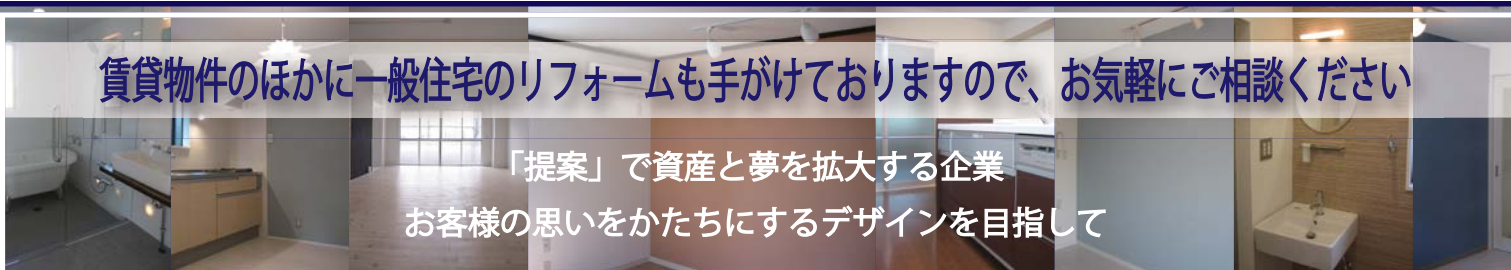 賃貸物件のほかに一般住宅のリフォームも手がけておりますので、お気軽にご相談ください
「提案」で資産と夢を拡大する企業
お客様の思いをかたちにするデザインを目指して